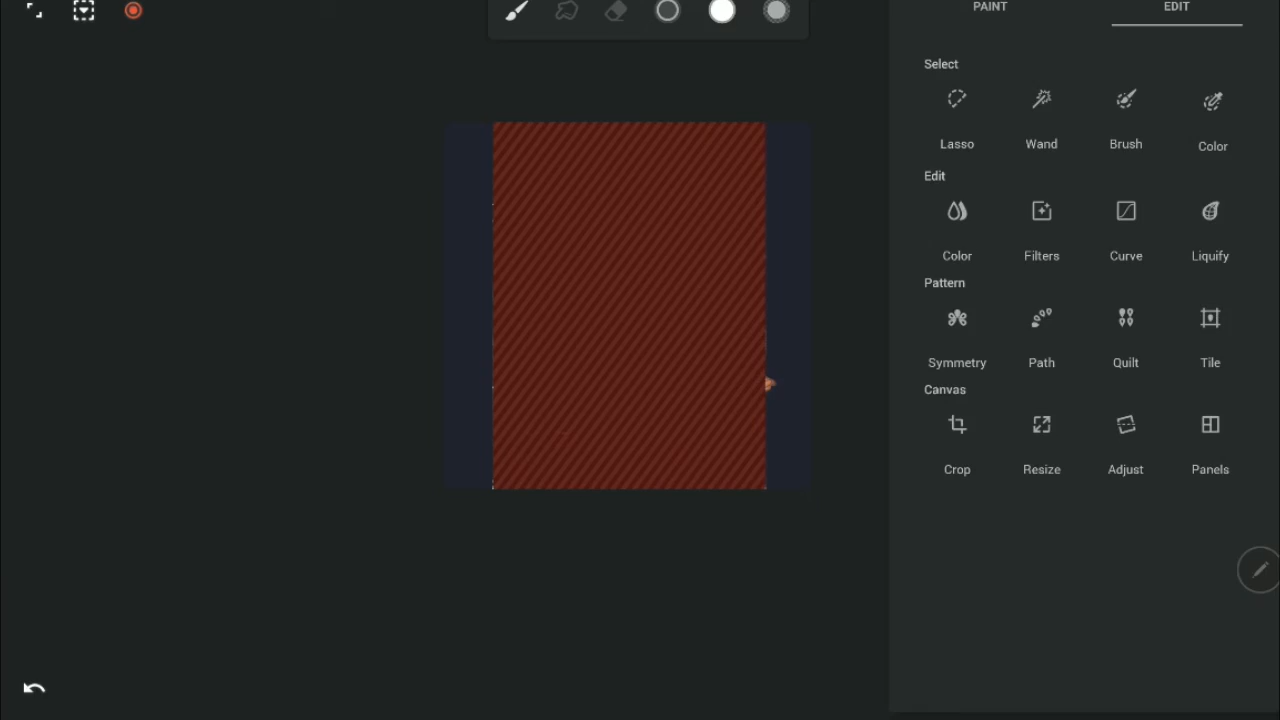 PAINT EDIT
Select
Lasso Wand Brush Color
Edit
Color Filters Curve Liquify
Pattern
Symmetry Path Quilt Tile
Canvas
Crop Resize Adjust Panels